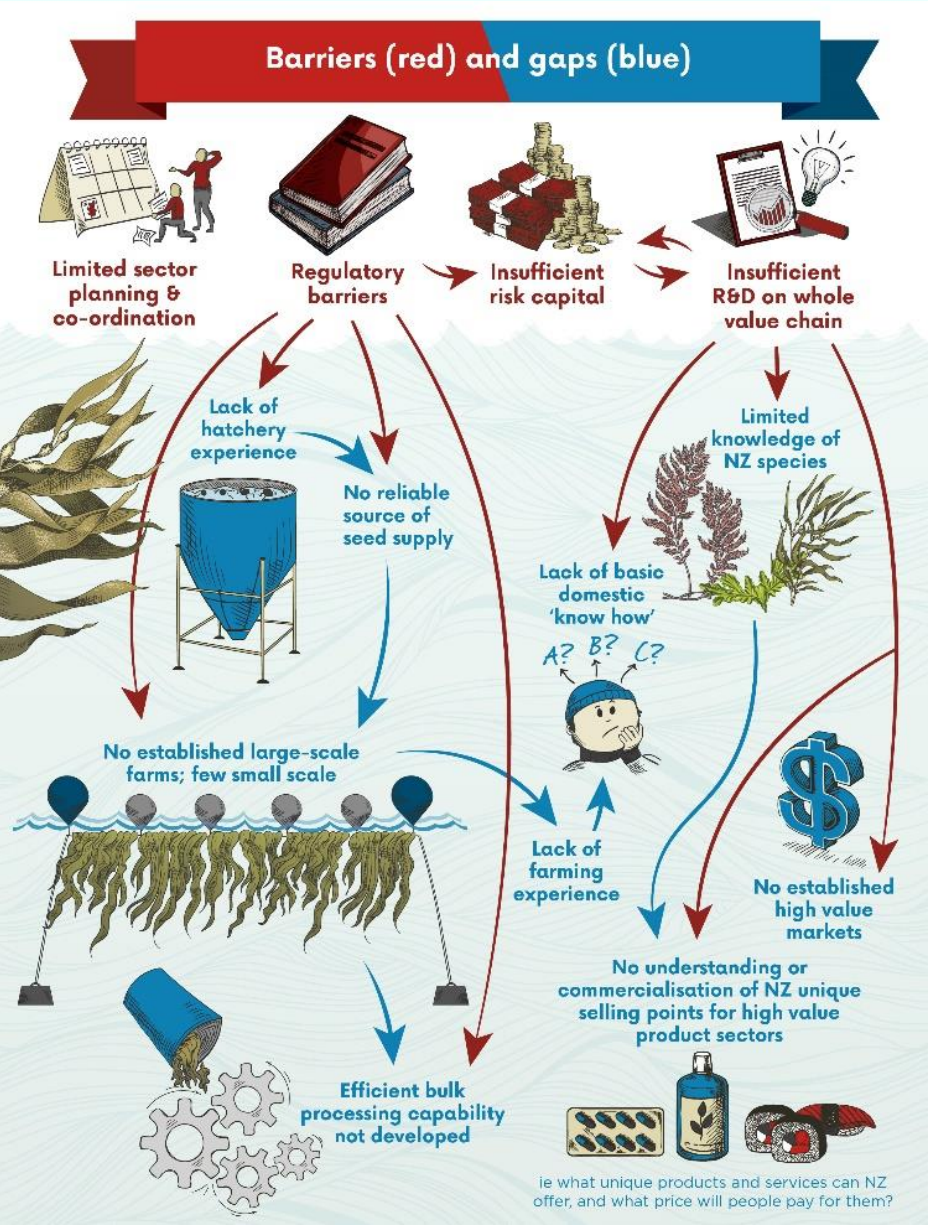 Barriers (red) and gaps (blue)
Limited sector
planning &
co-ordination
Regulatory
barriers
Insufficient
risk capital
Insufficient
R&D on whole
value chain
Lack of
hatchery
experience
Limited
knowledge of
NZ species
No reliable
source of
seed supply
Lack of basic
domestic
'know how'
A? B? C?
No established large-scale
farms; few small scale
Lack of
farming
experience
No established
high value
markets
No understanding or
commercialisation of NZ unique
selling points for high value
product sectors
Efficient bulk
processing capability
not developed
ie what unique products and services can NZ
offer, and what price will people pay for them?